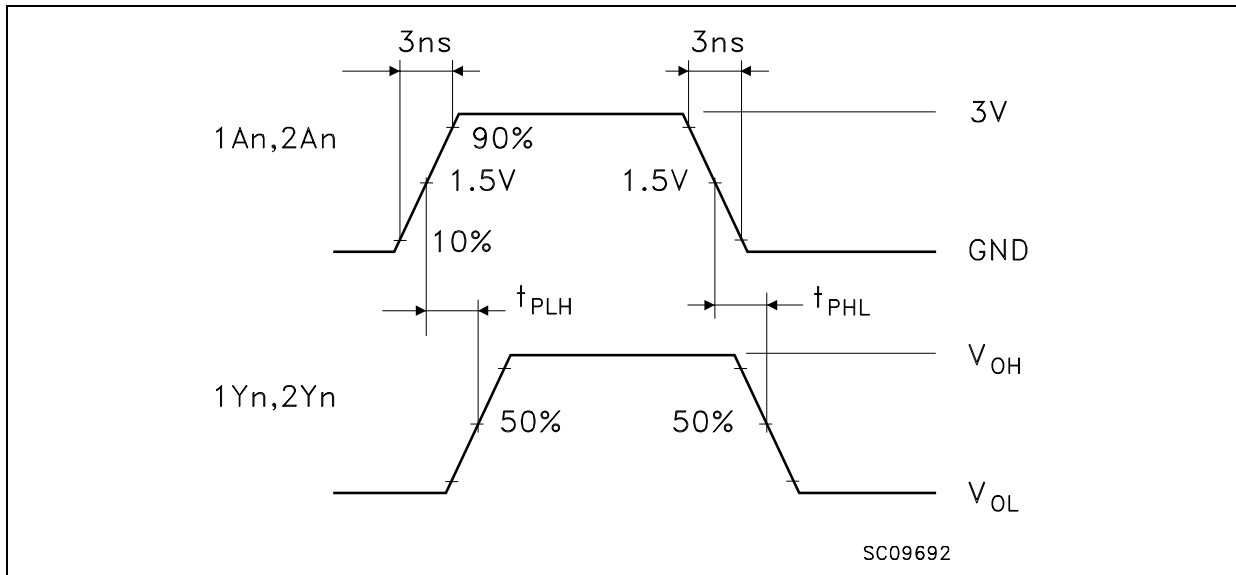 3ns 3ns
3V
1An,2An
90%
1.5V 1.5V
10%
GND
tPLH tPHL
VOH
1Yn,2Yn
50% 50%
VOL
SC09692